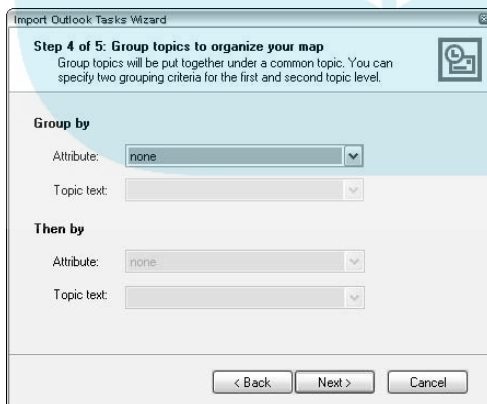 Import Outlook Tasks Wizard
Step 4 of 5: Group topics to organize your map
Group topics will be put together under a common topic. You can
specify two grouping criteria for the first and second topic level.
Group by
Attribute: none
Topic text:
Then by
Attribute: none
Topic text:
< Back Next > Cancel